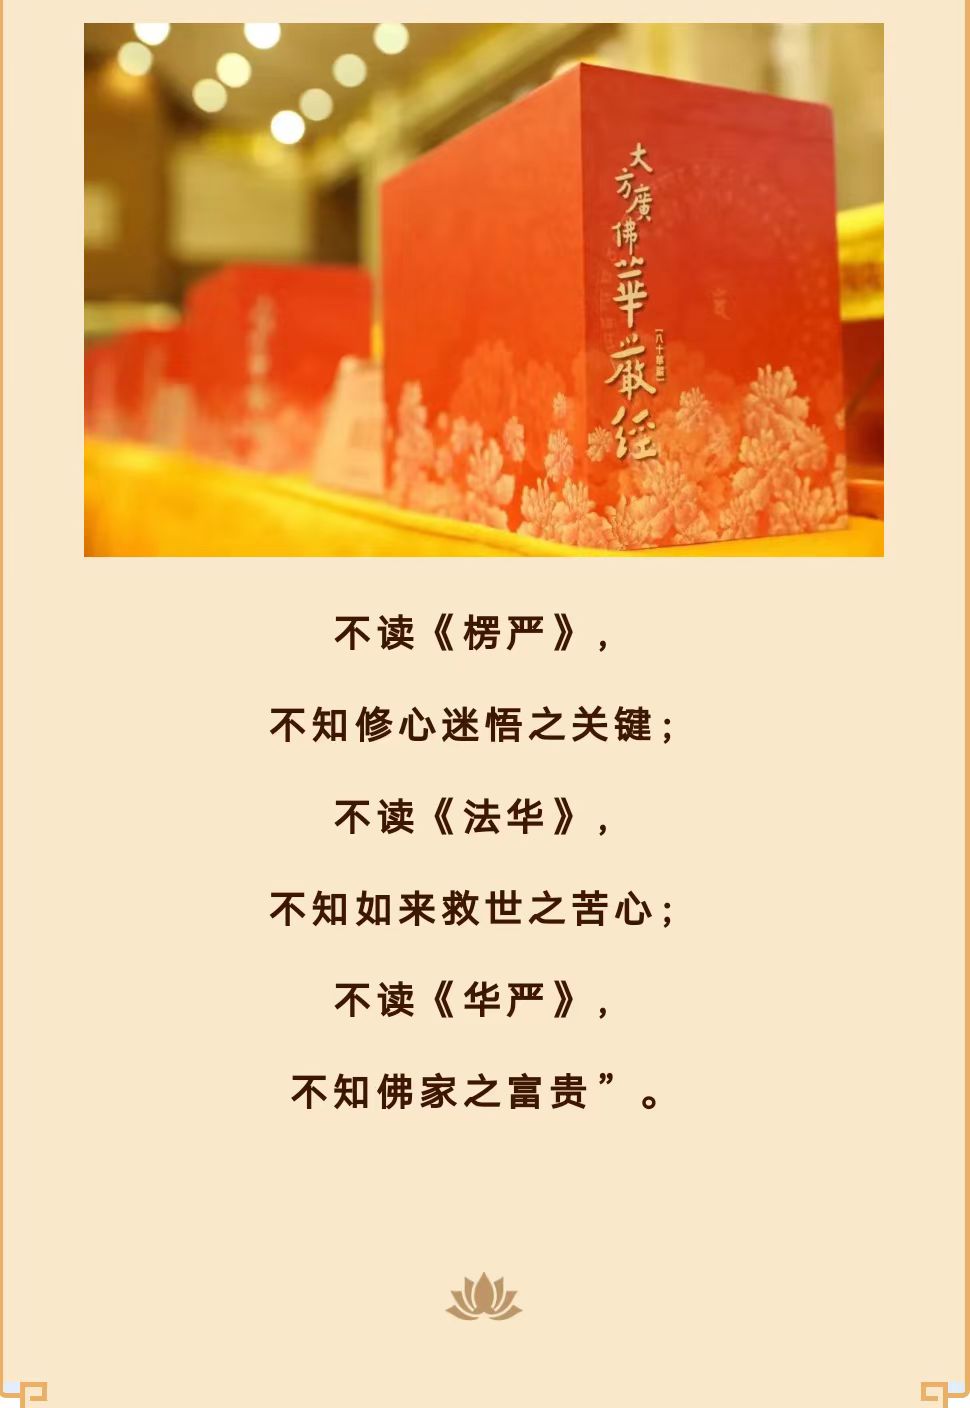 大方廣佛華嚴經
[八十華嚴]
不读《楞严》，
不知修心迷悟之关键；
不读《法华》，
不知如来救世之苦心；
不读《华严》，
不知佛家之富贵”。